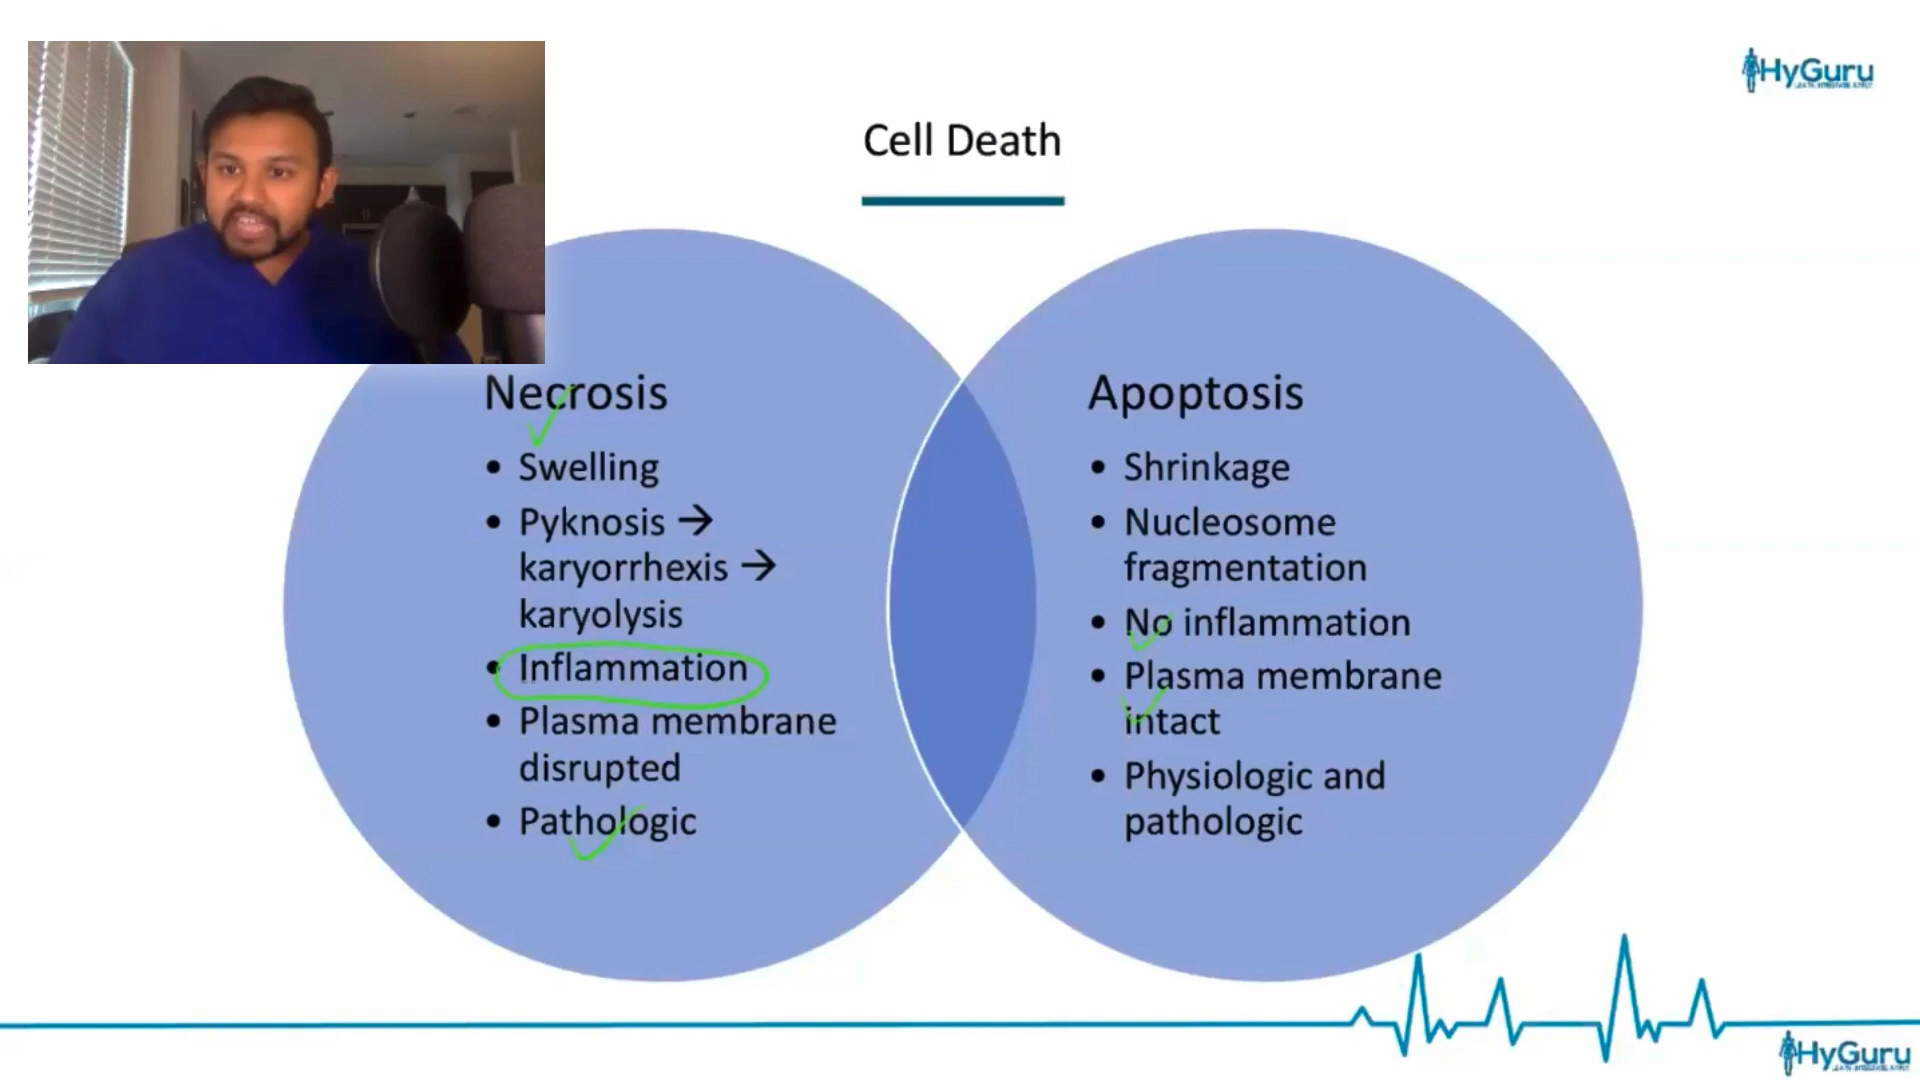 HyGuru
Cell Death
Necrosis
• Swelling
• Pyknosis →
karyorrhexis →
karyolysis
• Inflammation
• Plasma membrane
disrupted
• Pathologic
Apoptosis
• Shrinkage
• Nucleosome
fragmentation
• No inflammation
• Plasma membrane
intact
• Physiologic and
pathologic
HyGuru